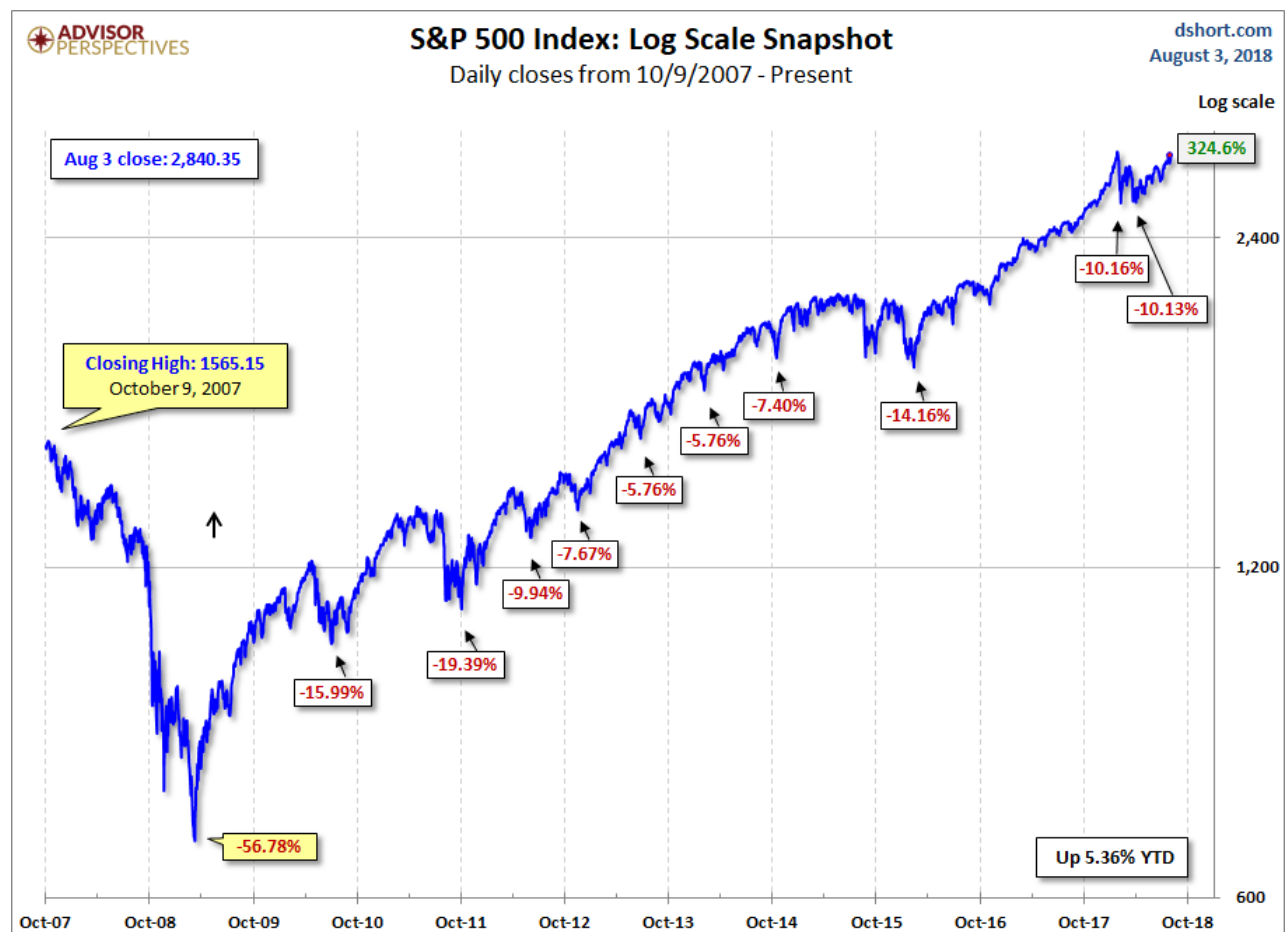 ADVISOR
PERSPECTIVES
S&P 500 Index: Log Scale Snapshot
Daily closes from 10/9/2007 - Present
dshort.com
August 3, 2018
Log scale
Aug 3 close: 2,840.35
324.6%
2,400
-10.16%
-10.13%
Closing High: 1565.15
October 9, 2007
-7.40%
-14.16%
-5.76%
-5.76%
-7.67%
1,200
-9.94%
-19.39%
-15.99%
-56.78%
Up 5.36% YTD
600
Oct-07 Oct-08 Oct-09 Oct-10 Oct-11 Oct-12 Oct-13 Oct-14 Oct-15 Oct-16 Oct-17 Oct-18